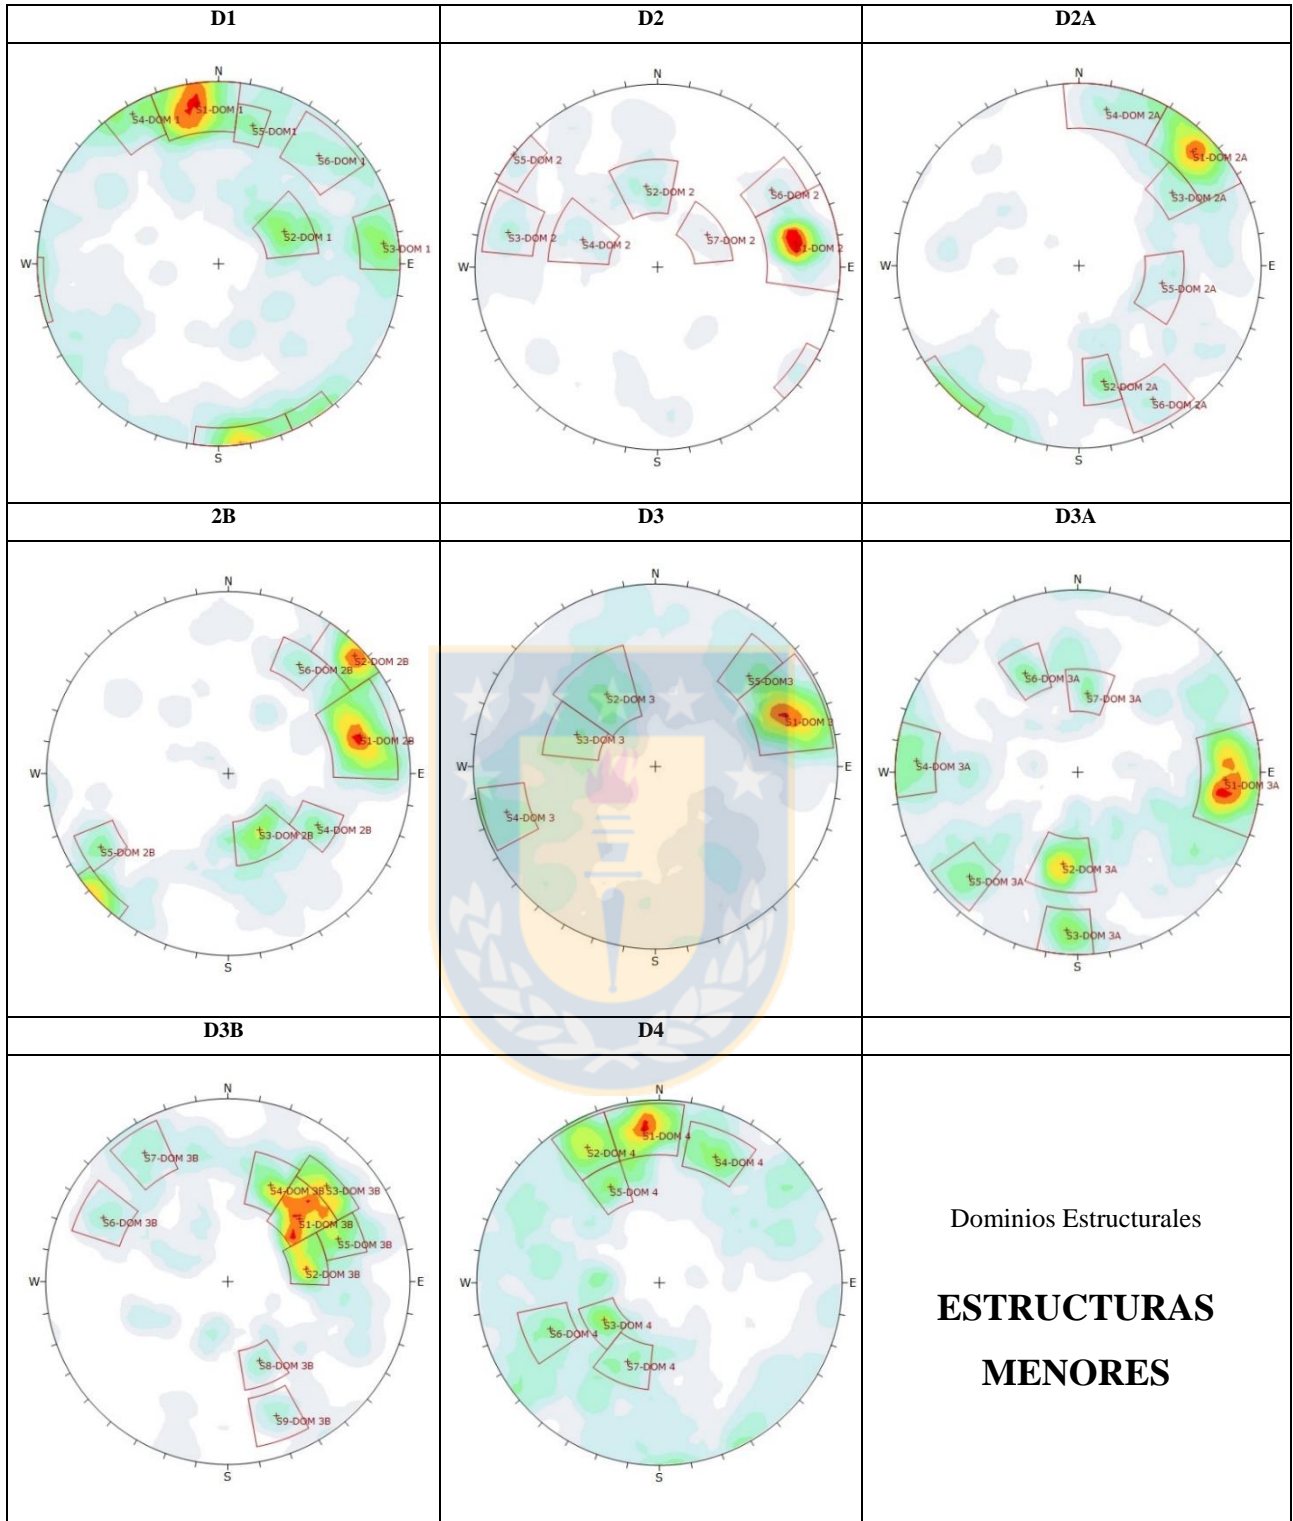 D1
D2
D2A
N
S4-DOM 1
S1-DOM 1
S5-DOM1
S6-DOM 1
S2-DOM 1
S3-DOM 1
W
E
S
N
S5-DOM 2
S2-DOM 2
S6-DOM 2
S3-DOM 2
S4-DOM 2
S7-DOM 2
S1-DOM 2
W
E
S
N
S4-DOM 2A
S1-DOM 2A
S3-DOM 2A
W
E
S5-DOM 2A
S2-DOM 2A
S6-DOM 2A
S
2B
D3
D3A
N
S2-DOM 2B
S6-DOM 2B
S1-DOM 2B
W
E
S3-DOM 2B
S4-DOM 2B
S5-DOM 2B
S
N
S5-DOM3
S2-DOM 3
S1-DOM 3
S3-DOM 3
W
E
S4-DOM 3
S
N
S6-DOM 3A
S7-DOM 3A
S4-DOM 3A
W
E
S1-DOM 3A
S2-DOM 3A
S5-DOM 3A
S3-DOM 3A
S
D3B
D4
N
S7-DOM 3B
S4-DOM 3B
S3-DOM 3B
S6-DOM 3B
S1-DOM 3B
S5-DOM 3B
S2-DOM 3B
W
E
S8-DOM 3B
S9-DOM 3B
S
N
S1-DOM 4
S2-DOM 4
S4-DOM 4
S5-DOM 4
W
E
S3-DOM 4
S6-DOM 4
S7-DOM 4
S
Dominios Estructurales
ESTRUCTURAS
MENORES